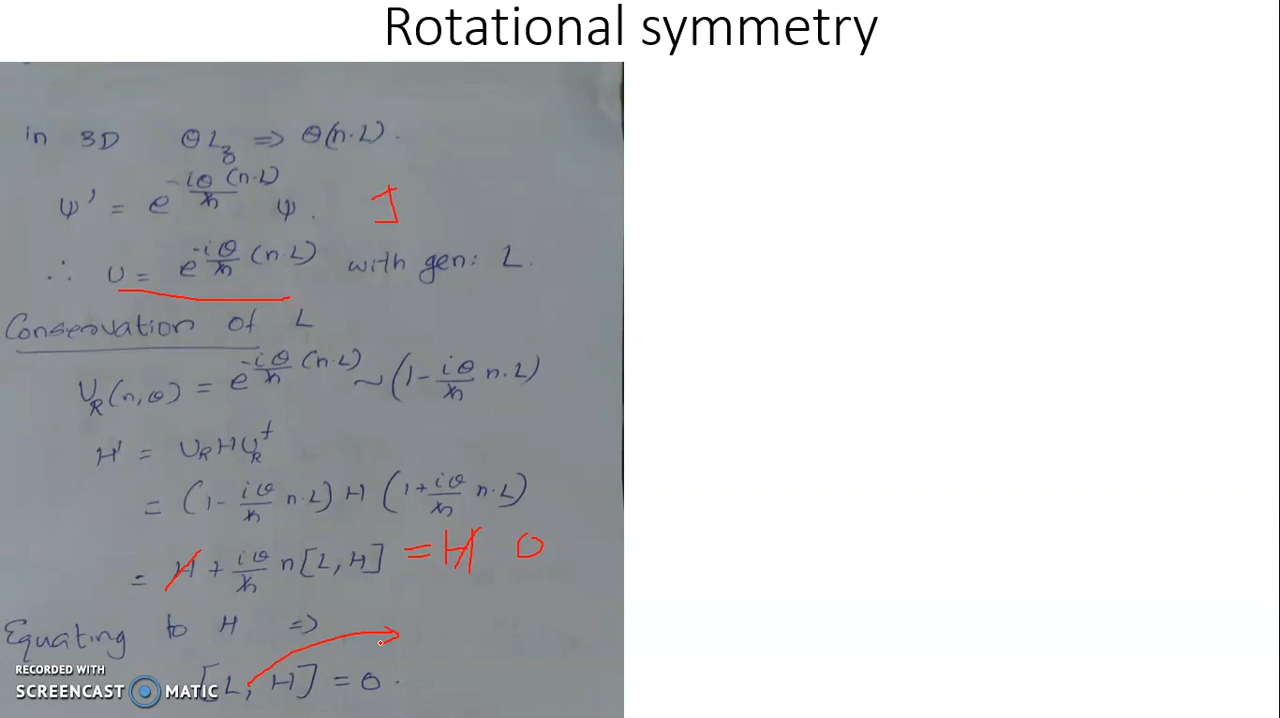 Rotational symmetry
in 3D θL_z ⇒ θ(n·L).
ψ' = e^{-iθ/ħ (n·L)} ψ. J
∴ U = e^{-iθ/ħ (n·L)} with gen: L.
Conservation of L
U_R(n,θ) = e^{-iθ/ħ (n·L)} ~ (1 - iθ/ħ n·L)
H' = U_R H U_R^†
= (1 - iθ/ħ n·L) H (1 + iθ/ħ n·L)
= H + iθ/ħ n[L, H] = H 0
Equating to H ⇒
[L, H] = 0.
RECORDED WITH
SCREENCAST MATIC